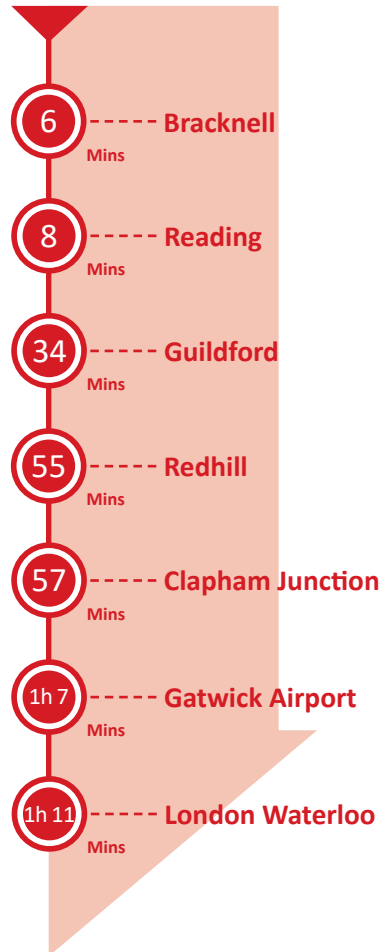 6 Bracknell
Mins
8 Reading
Mins
34 Guildford
Mins
55 Redhill
Mins
57 Clapham Junction
Mins
1h 7 Gatwick Airport
Mins
1h 11 London Waterloo
Mins